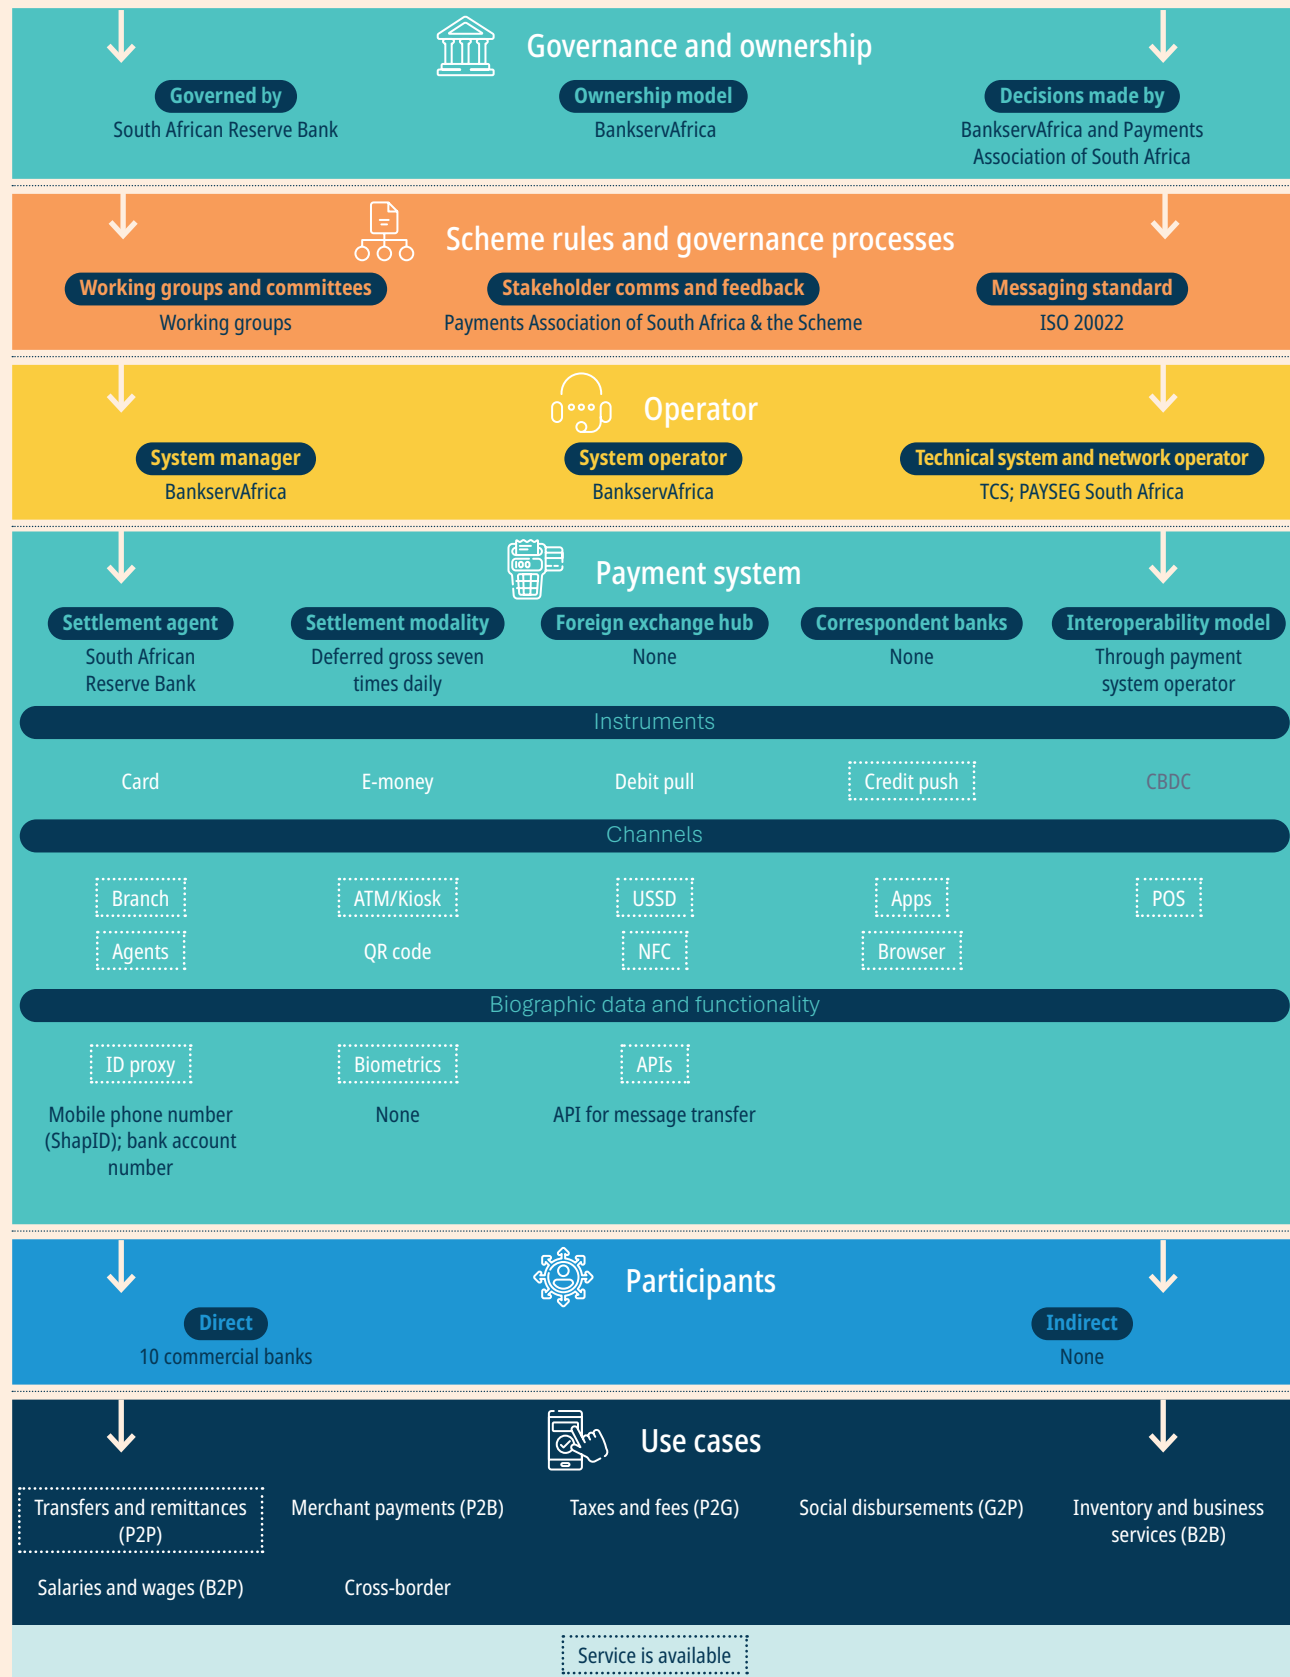 Governance and ownership
Governed by
South African Reserve Bank
Ownership model
BankservAfrica
Decisions made by
BankservAfrica and Payments
Association of South Africa
Scheme rules and governance processes
Working groups and committees
Working groups
Stakeholder comms and feedback
Payments Association of South Africa & the Scheme
Messaging standard
ISO 20022
Operator
System manager
BankservAfrica
System operator
BankservAfrica
Technical system and network operator
TCS; PAYSEG South Africa
Payment system
Settlement agent
South African
Reserve Bank
Settlement modality
Deferred gross seven
times daily
Foreign exchange hub
None
Correspondent banks
None
Interoperability model
Through payment
system operator
Instruments
Card
E-money
Debit pull
Credit push
CBDC
Channels
Branch
ATM/Kiosk
USSD
Apps
POS
Agents
QR code
NFC
Browser
Biographic data and functionality
ID proxy
Mobile phone number
(ShapID); bank account
number
Biometrics
None
APIs
API for message transfer
Participants
Direct
10 commercial banks
Indirect
None
Use cases
Transfers and remittances
(P2P)
Merchant payments (P2B)
Taxes and fees (P2G)
Social disbursements (G2P)
Inventory and business
services (B2B)
Salaries and wages (B2P)
Cross-border
Service is available